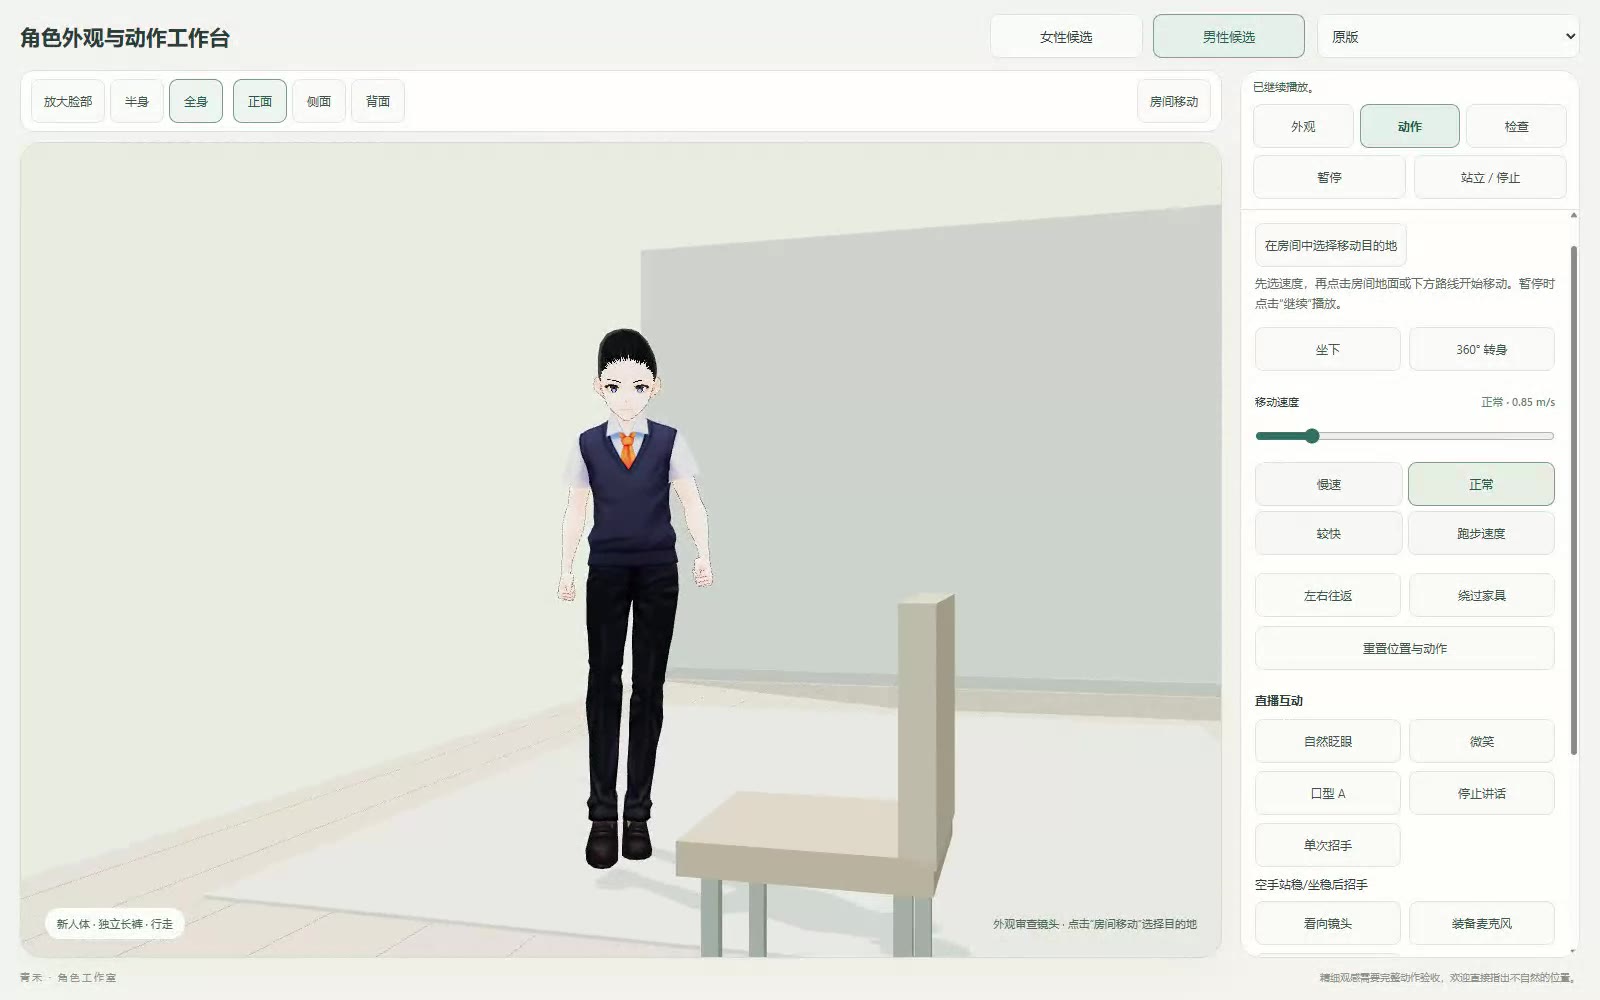 角色外观与动作工作台
女性候选
男性候选
原版
放大脸部
半身
全身
正面
侧面
背面
房间移动
已继续播放。
外观
动作
检查
暂停
站立 / 停止
在房间中选择移动目的地
先选速度，再点击房间地面或下方路线开始移动。暂停时
点击“继续”播放。
坐下
360° 转身
移动速度
正常 · 0.85 m/s
慢速
正常
较快
跑步速度
左右往返
绕过家具
重置位置与动作
直播互动
自然眨眼
微笑
口型 A
停止讲话
单次招手
空手站稳/坐稳后招手
看向镜头
装备麦克风
新人体 · 独立长裤 · 行走
外观审查镜头 · 点击“房间移动”选择目的地
青禾 · 角色工作室
精细观感需要完整动作验收，欢迎直接指出不自然的位置。